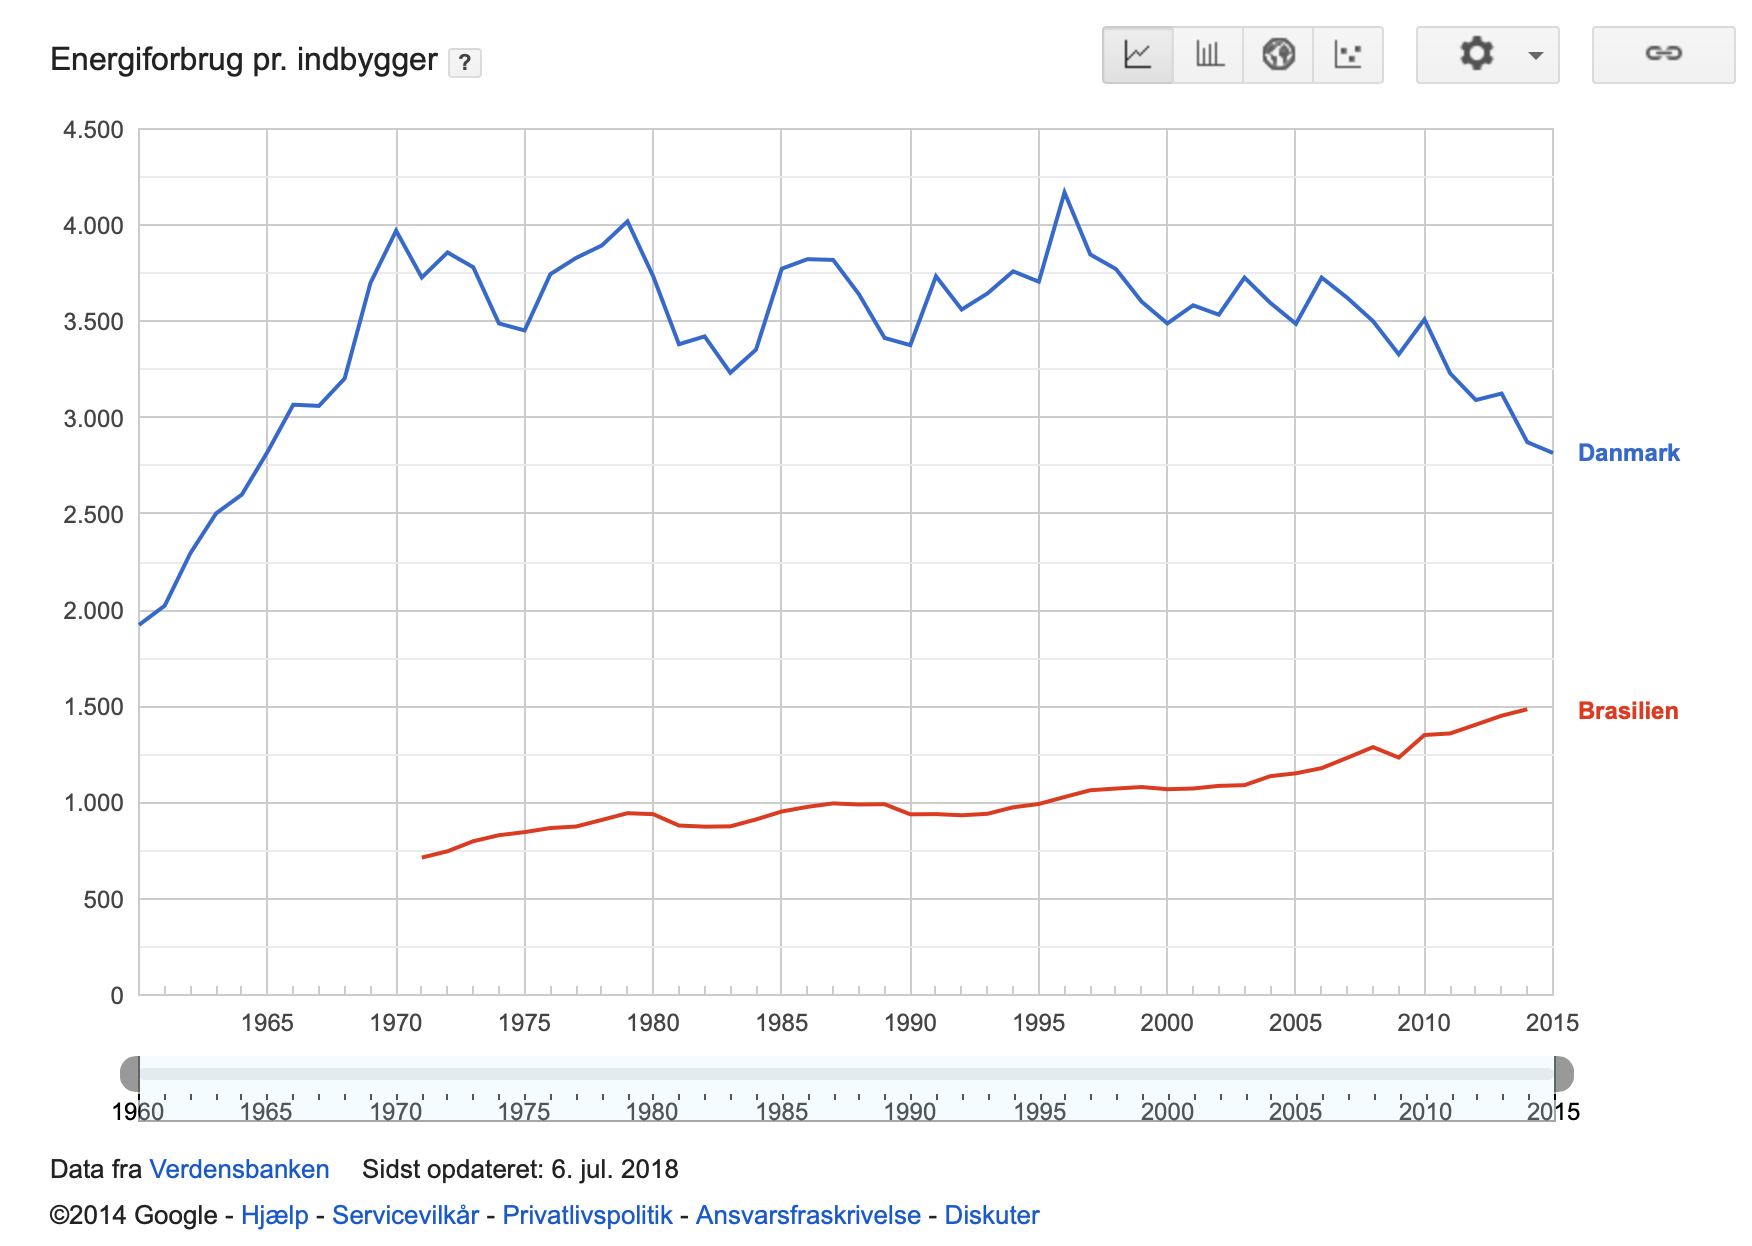 Energiforbrug pr. indbygger ?
4.500
4.000
3.500
3.000
2.500
2.000
1.500
1.000
500
0
Danmark
Brasilien
1965 1970 1975 1980 1985 1990 1995 2000 2005 2010 2015
1960 1965 1970 1975 1980 1985 1990 1995 2000 2005 2010 2015
Data fra Verdensbanken Sidst opdateret: 6. jul. 2018
©2014 Google - Hjælp - Servicevilkår - Privatlivspolitik - Ansvarsfraskrivelse - Diskuter